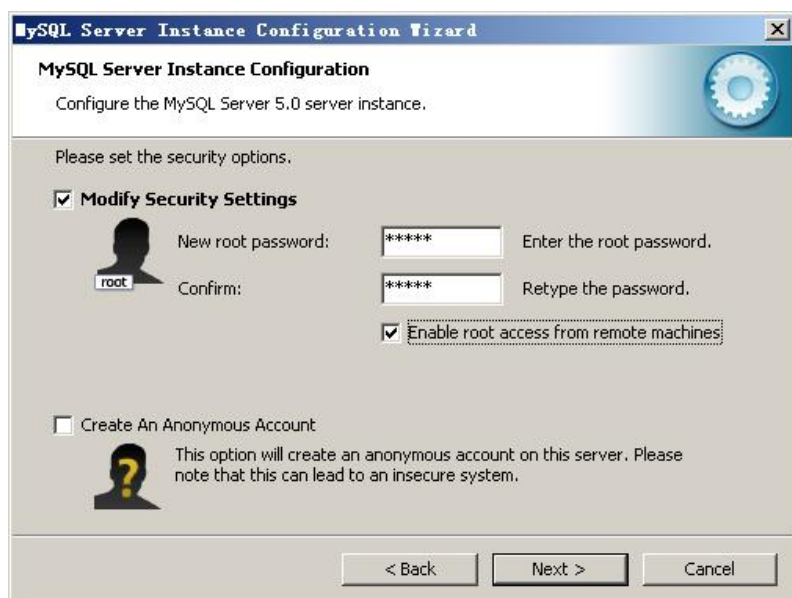 MySQL Server Instance Configuration Wizard
MySQL Server Instance Configuration
Configure the MySQL Server 5.0 server instance.
Please set the security options.
Modify Security Settings
New root password: ***** Enter the root password.
root
Confirm: ***** Retype the password.
Enable root access from remote machines
Create An Anonymous Account
?
This option will create an anonymous account on this server. Please
note that this can lead to an insecure system.
< Back Next > Cancel